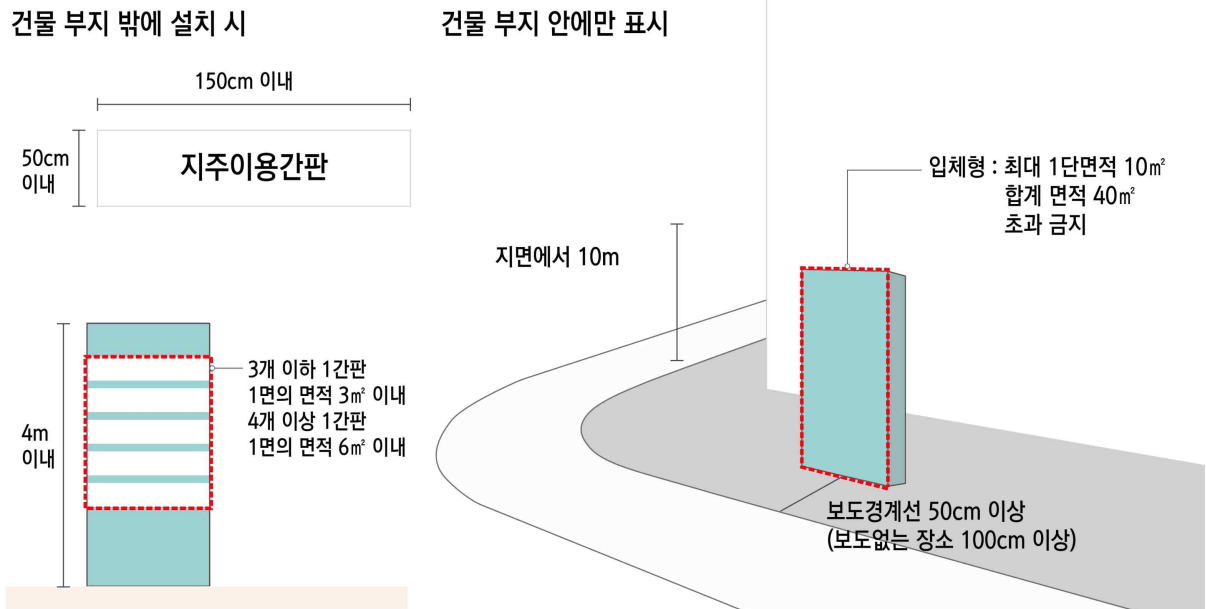 건물 부지 밖에 설치 시
150cm 이내
50cm
이내
지주이용간판
4m
이내
3개 이하 1간판
1면의 면적 3㎡ 이내
4개 이상 1간판
1면의 면적 6㎡ 이내
건물 부지 안에만 표시
지면에서 10m
입체형 : 최대 1단면적 10㎡
합계 면적 40㎡
초과 금지
보도경계선 50cm 이상
(보도없는 장소 100cm 이상)